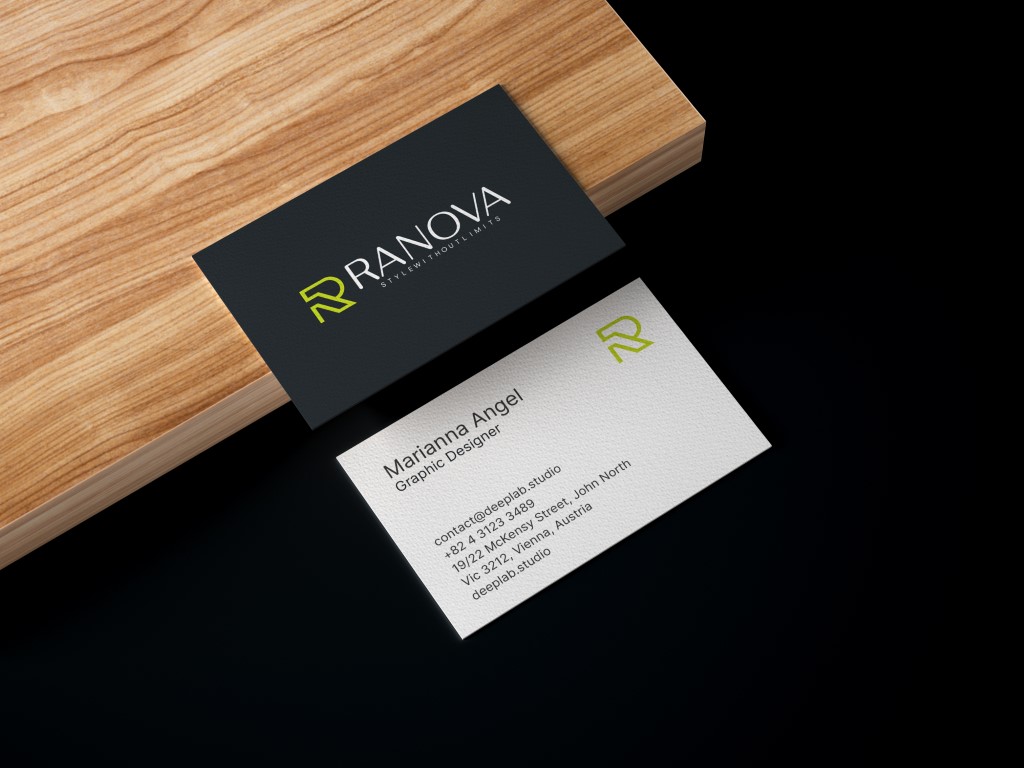 RANOVA
STYLEWITHOUTLIMITS
Marianna Angel
Graphic Designer
contact@deeplab.studio
+82 4 3123 3489
19/22 McKensy Street, John North
Vic 3212, Vienna, Austria
deeplab.studio